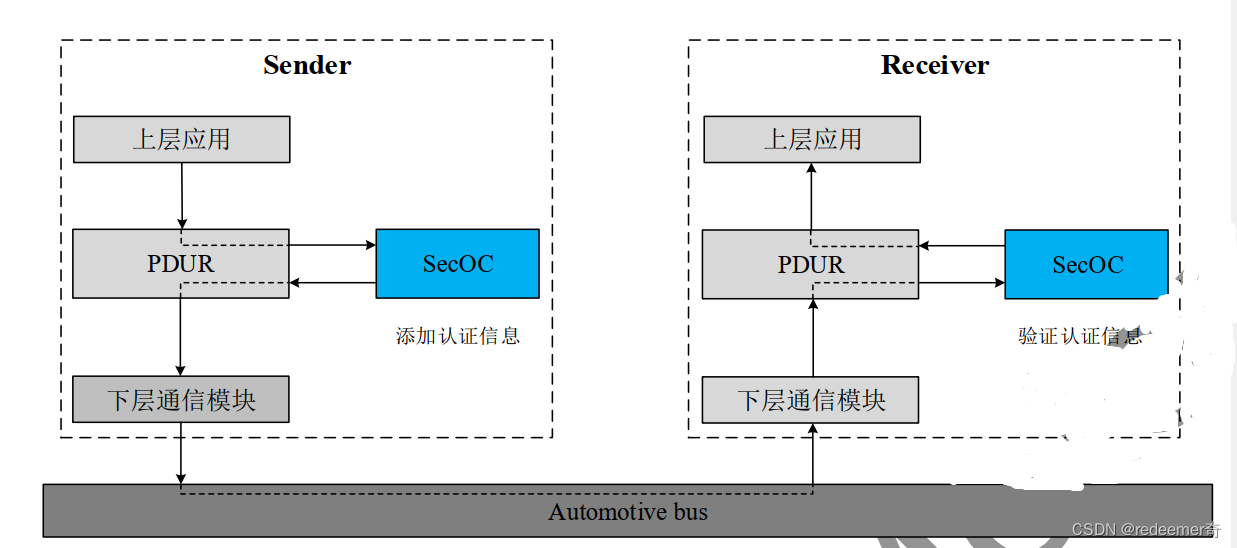 Sender
Receiver
上层应用
上层应用
PDUR
SecOC
PDUR
SecOC
添加认证信息
验证认证信息
下层通信模块
下层通信模块
Automotive bus
CSDN @redeemer奇